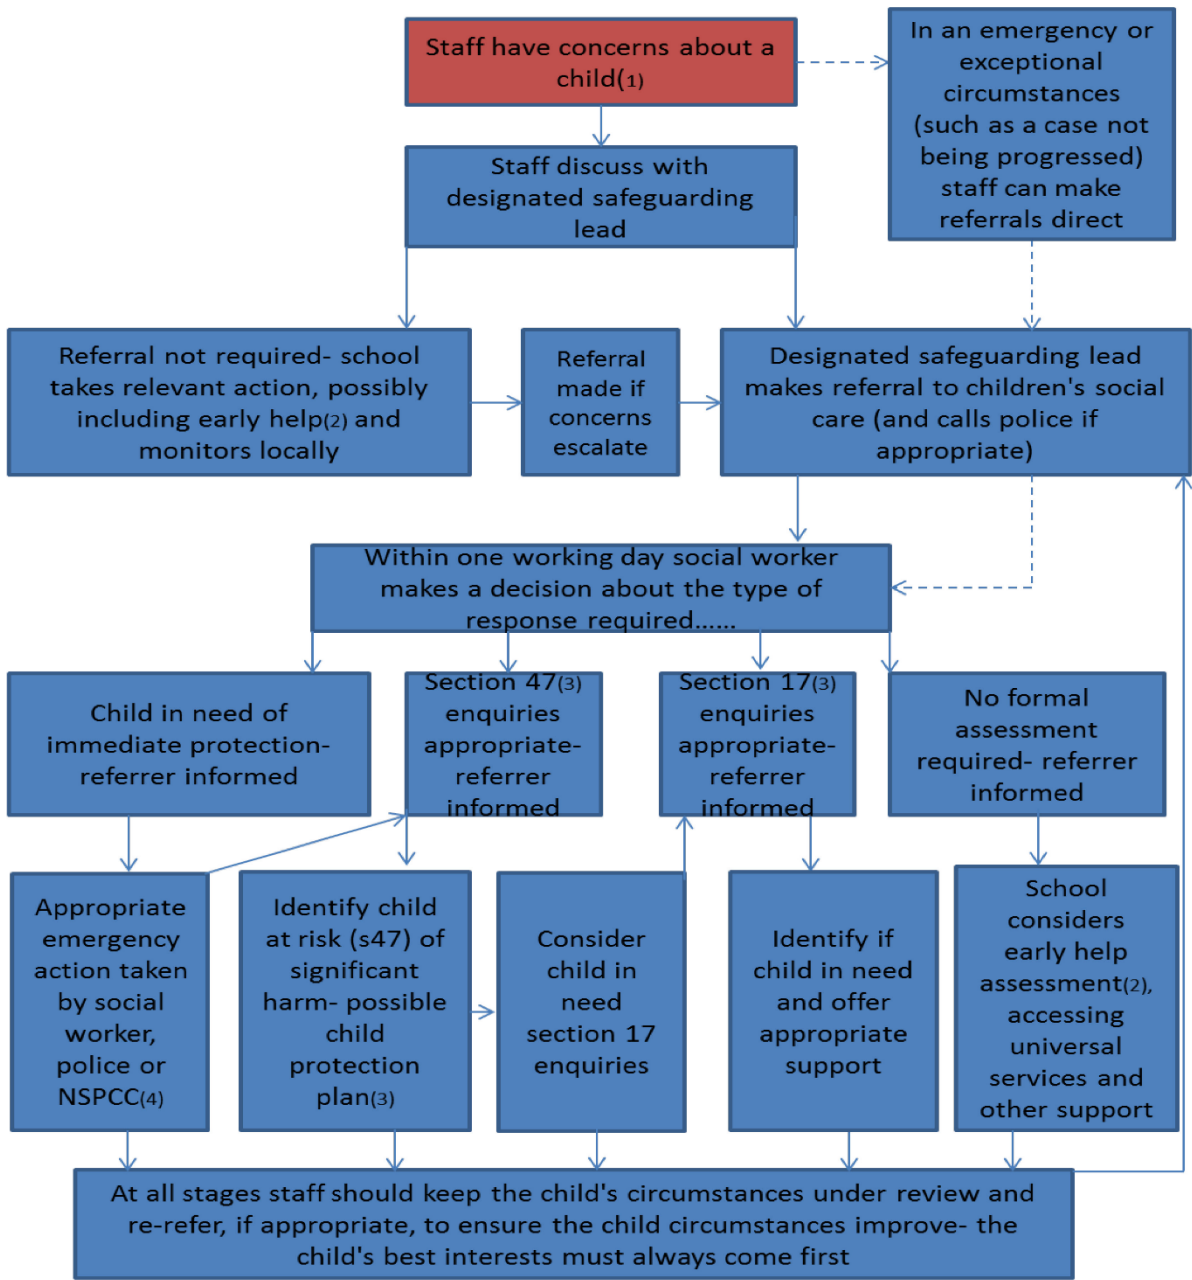 Staff have concerns about a
child(1)
In an emergency or
exceptional
circumstances
(such as a case not
being progressed)
staff can make
referrals direct
Staff discuss with
designated safeguarding
lead
Referral not required- school
takes relevant action, possibly
including early help(2) and
monitors locally
Referral
made if
concerns
escalate
Designated safeguarding lead
makes referral to children's social
care (and calls police if
appropriate)
Within one working day social worker
makes a decision about the type of
response required......
Child in need of
immediate protection-
referrer informed
Section 47(3)
enquiries
appropriate-
referrer
informed
Section 17(3)
enquiries
appropriate-
referrer
informed
No formal
assessment
required- referrer
informed
Appropriate
emergency
action taken
by social
worker,
police or
NSPCC(4)
Identify child
at risk (s47) of
significant
harm- possible
child
protection
plan(3)
Consider
child in
need
section 17
enquiries
Identify if
child in need
and offer
appropriate
support
School
considers
early help
assessment(2),
accessing
universal
services and
other support
At all stages staff should keep the child's circumstances under review and
re-refer, if appropriate, to ensure the child circumstances improve- the
child's best interests must always come first